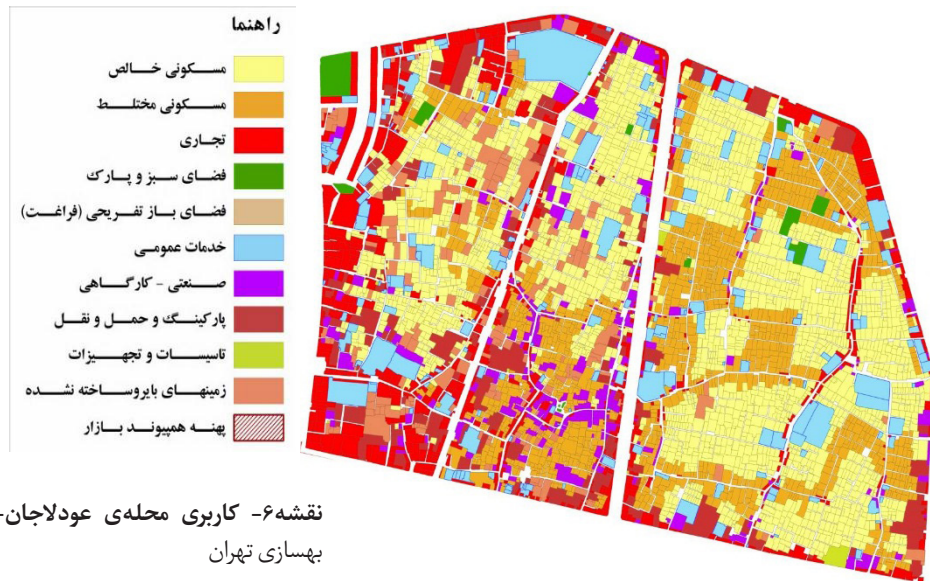 راهنما
مسکونی خالص
مسکونی مختلط
تجاری
فضای سبز و پارک
فضای باز تفریحی (فراغت)
خدمات عمومی
صنعتی - کارگاهی
پارکینگ و حمل و نقل
تاسیسات و تجهیزات
زمینهای بایروساخته نشده
پهنه همپیوند بازار
نقشه۶- کاربری محله‌ی عودلاجان-
بهسازی تهران